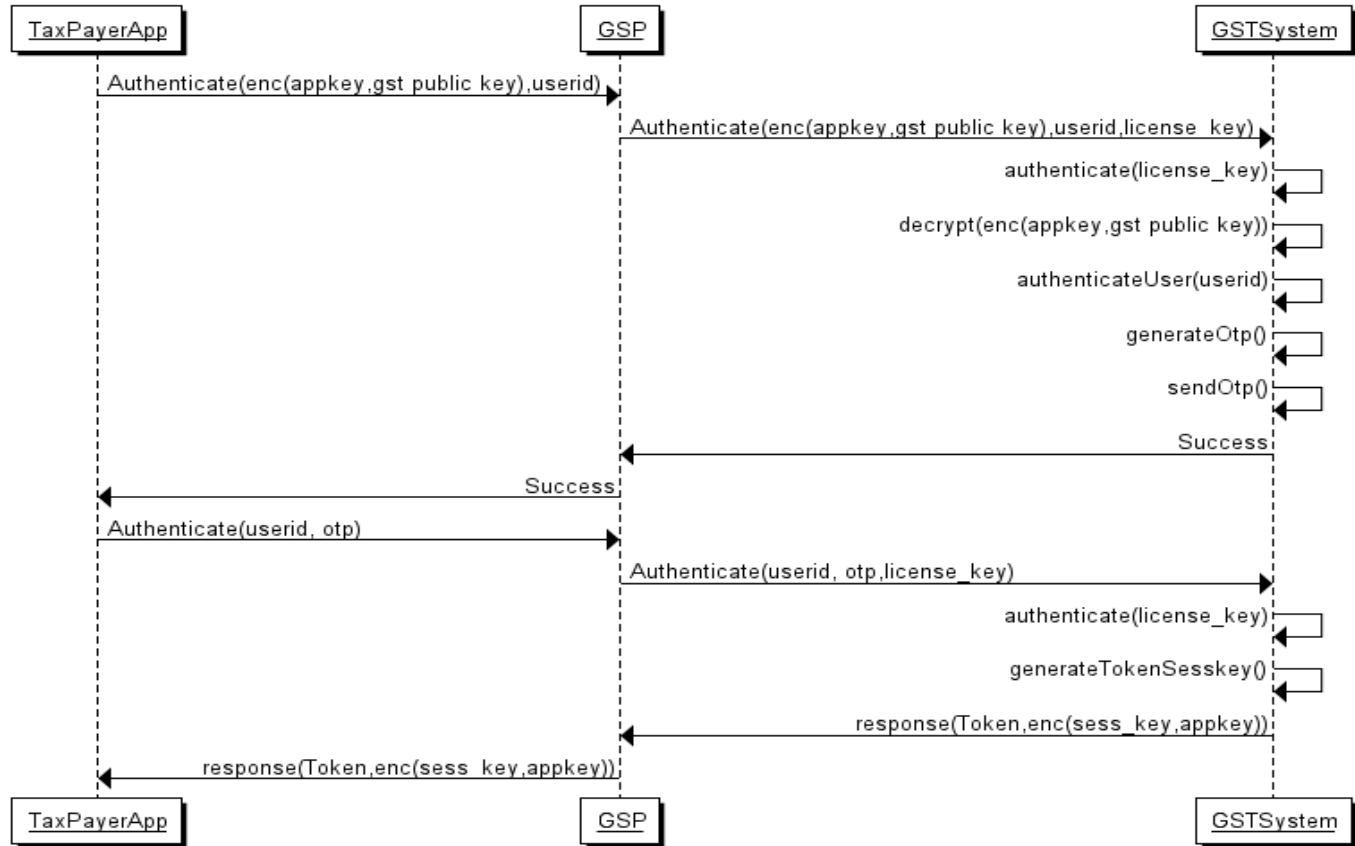 TaxPayerApp
GSP
GSTSystem
Authenticate(enc(appkey,gst public key),userid)
Authenticate(enc(appkey,gst public key),userid,license_key)
authenticate(license_key)
decrypt(enc(appkey,gst public key))
authenticateUser(userid)
generateOtp()
sendOtp()
Success
Success
Authenticate(userid, otp)
Authenticate(userid, otp,license_key)
authenticate(license_key)
generateTokenSesskey()
response(Token,enc(sess_key,appkey))
response(Token,enc(sess_key,appkey))
TaxPayerApp
GSP
GSTSystem